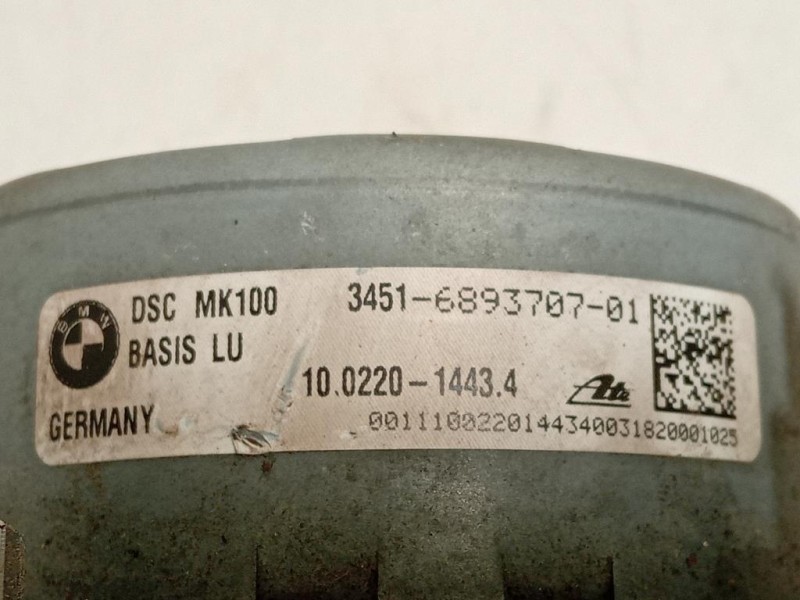 BMW
DSC MK100 3451-6893707-01
BASIS LU
10.0220-1443.4 Ate
GERMANY 0011100220144340031820001025